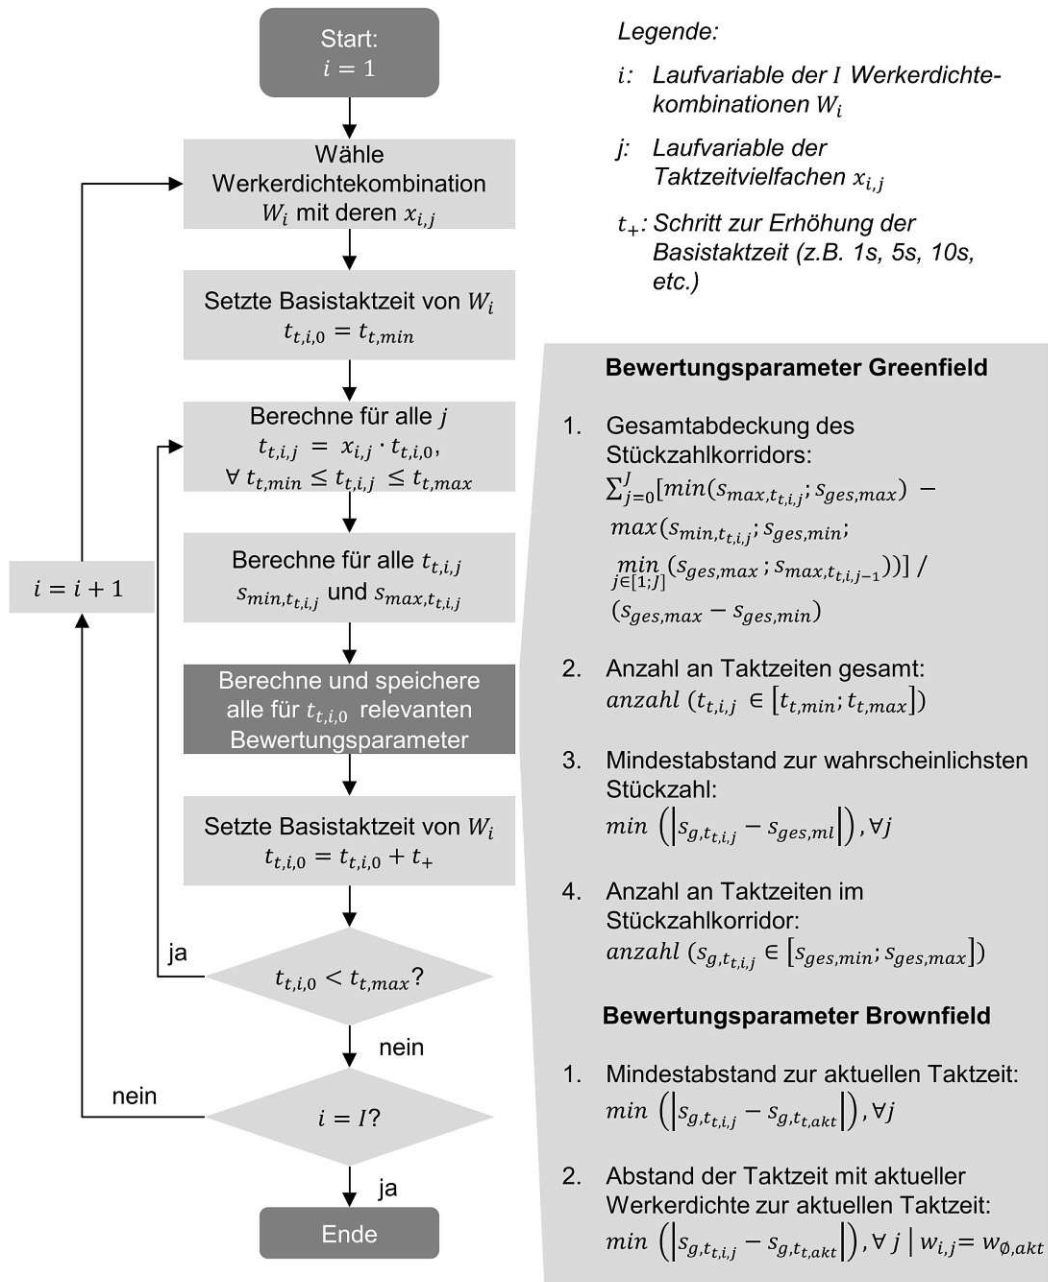 Start:
i = 1
Wähle
Werkerdichtekombination
W_i mit deren x_{i,j}
Setzte Basistaktzeit von W_i
t_{t,i,0} = t_{t,min}
Berechne für alle j
t_{t,i,j} = x_{i,j} · t_{t,i,0},
∀ t_{t,min} ≤ t_{t,i,j} ≤ t_{t,max}
Berechne für alle t_{t,i,j}
s_{min,t_{t,i,j}} und s_{max,t_{t,i,j}}
i = i + 1
Berechne und speichere
alle für t_{t,i,0} relevanten
Bewertungsparameter
Setzte Basistaktzeit von W_i
t_{t,i,0} = t_{t,i,0} + t_+
ja
t_{t,i,0} < t_{t,max}?
nein
nein
i = I?
ja
Ende
Legende:
i: Laufvariable der I Werkerdichte-
kombinationen W_i
j: Laufvariable der
Taktzeitvielfachen x_{i,j}
t_+: Schritt zur Erhöhung der
Basistaktzeit (z.B. 1s, 5s, 10s,
etc.)
Bewertungsparameter Greenfield
1. Gesamtabdeckung des
Stückzahlkorridors:
∑_{j=0}^{J}[min(s_{max,t_{t,i,j}}; s_{ges,max}) −
max(s_{min,t_{t,i,j}}; s_{ges,min};
min_{j∈[1;J]}(s_{ges,max}; s_{max,t_{t,i,j-1}}))] /
(s_{ges,max} − s_{ges,min})
2. Anzahl an Taktzeiten gesamt:
anzahl (t_{t,i,j} ∈ [t_{t,min}; t_{t,max}])
3. Mindestabstand zur wahrscheinlichsten
Stückzahl:
min (|s_{g,t_{t,i,j}} − s_{ges,ml}|), ∀j
4. Anzahl an Taktzeiten im
Stückzahlkorridor:
anzahl (s_{g,t_{t,i,j}} ∈ [s_{ges,min}; s_{ges,max}])
Bewertungsparameter Brownfield
1. Mindestabstand zur aktuellen Taktzeit:
min (|s_{g,t_{t,i,j}} − s_{g,t_{t,akt}}|), ∀j
2. Abstand der Taktzeit mit aktueller
Werkerdichte zur aktuellen Taktzeit:
min (|s_{g,t_{t,i,j}} − s_{g,t_{t,akt}}|), ∀ j | w_{i,j} = w_{∅,akt}